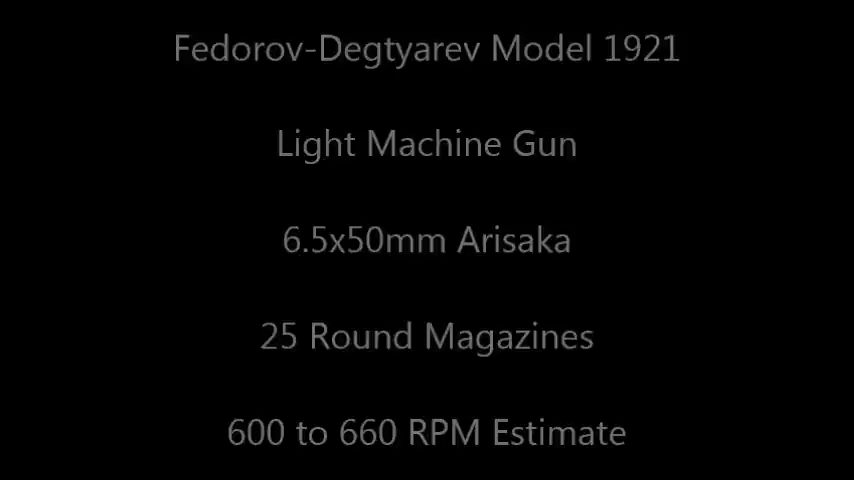 Fedorov-Degtyarev Model 1921
Light Machine Gun
6.5x50mm Arisaka
25 Round Magazines
600 to 660 RPM Estimate